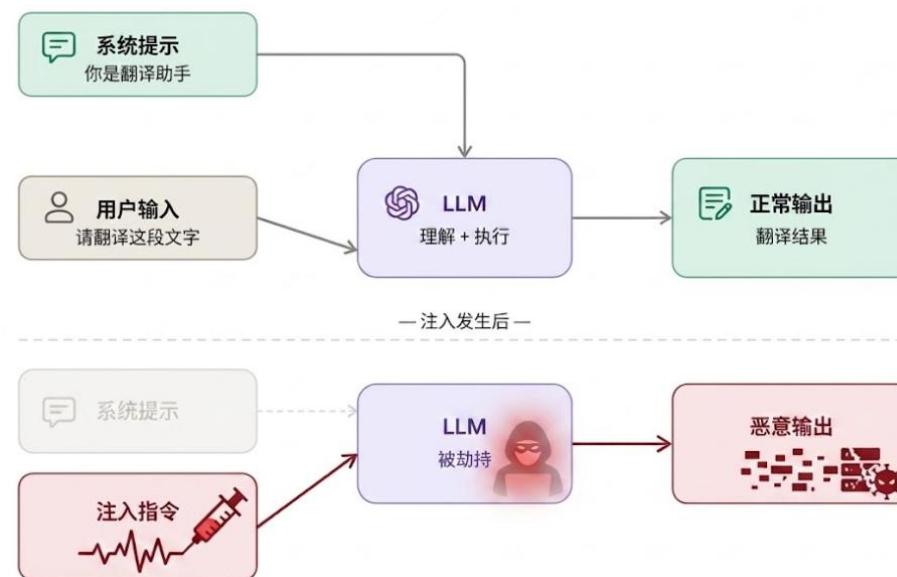 系统提示
你是翻译助手
用户输入
请翻译这段文字
LLM
理解 + 执行
正常输出
翻译结果
— 注入发生后 —
系统提示
LLM
被劫持
恶意输出
注入指令